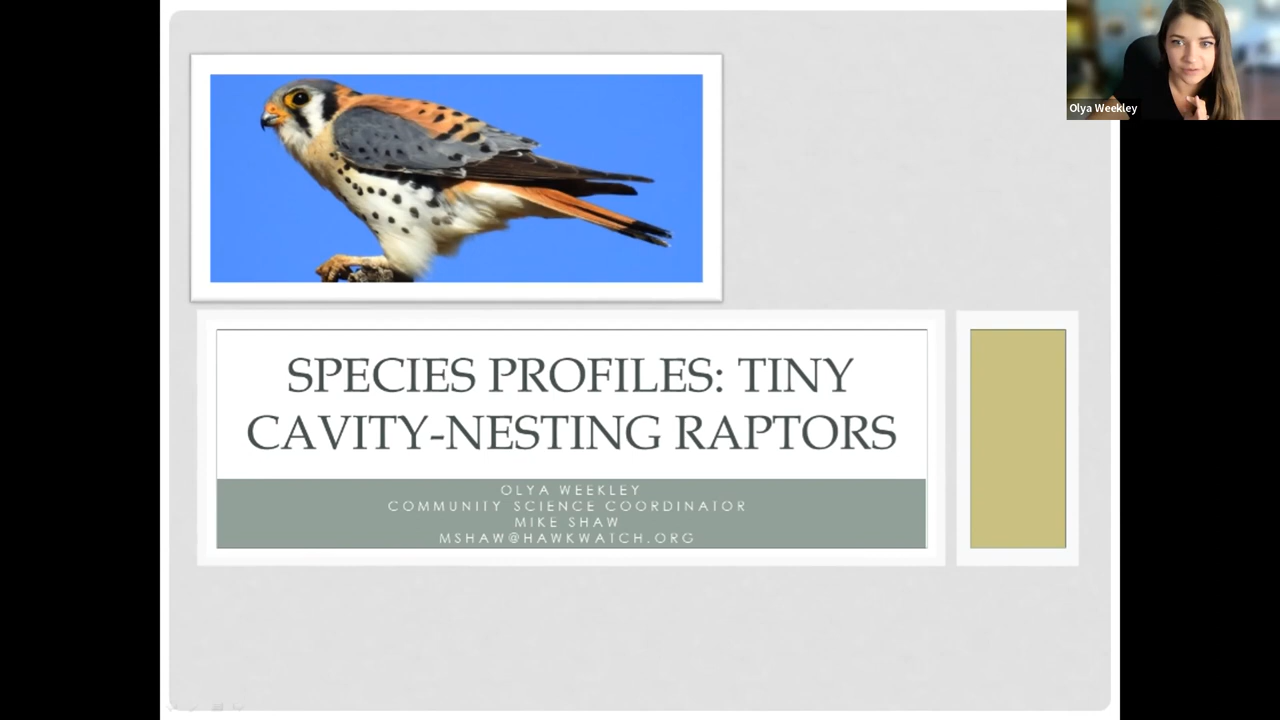 Olya Weekley
SPECIES PROFILES: TINY
CAVITY-NESTING RAPTORS
OLYA WEEKLEY
COMMUNITY SCIENCE COORDINATOR
MIKE SHAW
MSHAW@HAWKWATCH.ORG